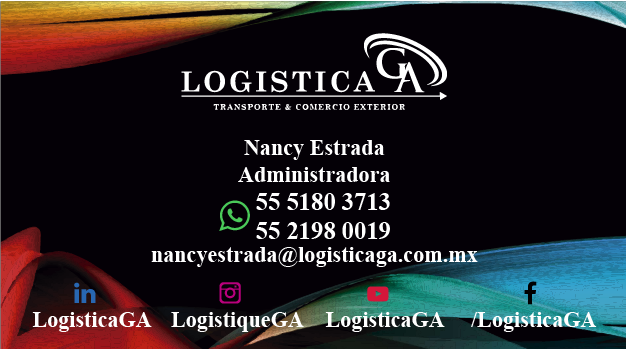 LOGISTICA GA
TRANSPORTE & COMERCIO EXTERIOR
Nancy Estrada
Administradora
55 5180 3713
55 2198 0019
nancyestrada@logisticaga.com.mx
in
LogisticaGA LogistiqueGA LogisticaGA /LogisticaGA